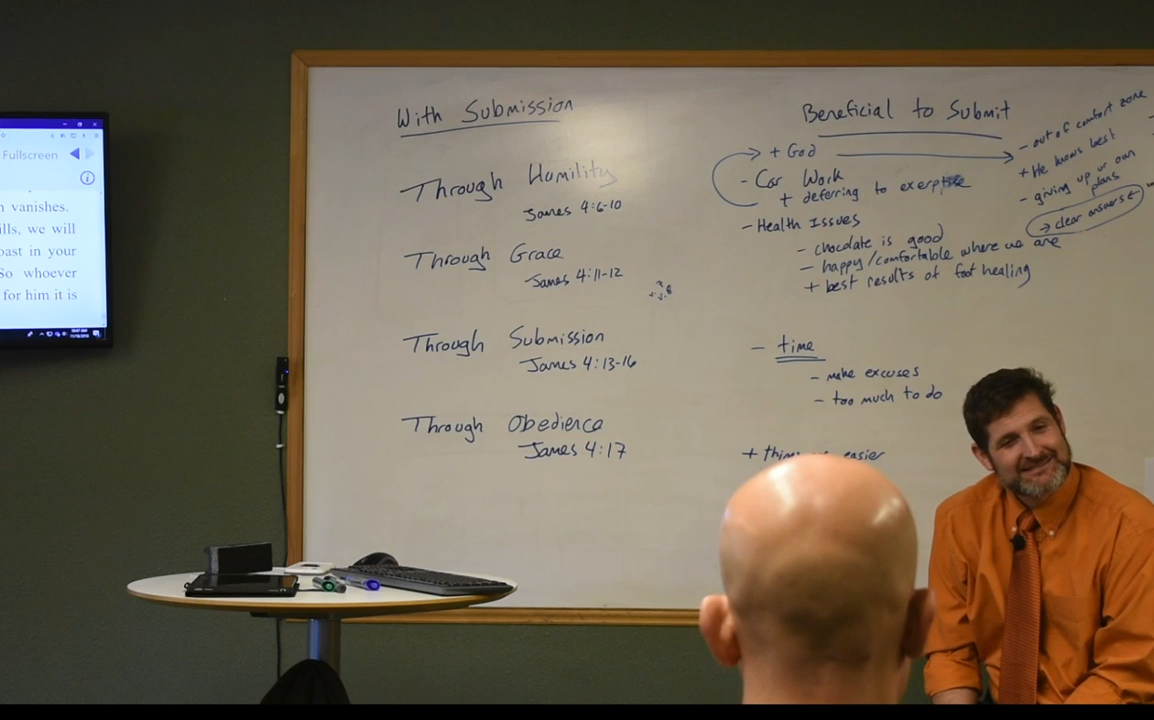 Fullscreen
vanishes.
we will
in your
So whoever
for him it is
With Submission
Through Humility
James 4:6-10
Through Grace
James 4:11-12
Through Submission
James 4:13-16
Through Obedience
James 4:17
Beneficial to Submit
+ God
- Car Work
+ deferring to
- Health Issues
- chocolate is good
- happy/comfortable where we are
+ best results of foot healing
- time
- make excuses
- too much to do
+ easier
- out of comfort zone
+ He knows best
- giving up ur own
plans
→ clear answers